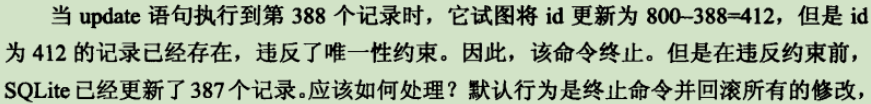 当 update 语句执行到第 388 个记录时，它试图将 id 更新为 800–388=412，但是 id
为 412 的记录已经存在，违反了唯一性约束。因此，该命令终止。但是在违反约束前，
SQLite 已经更新了 387 个记录。应该如何处理？默认行为是终止命令并回滚所有的修改，